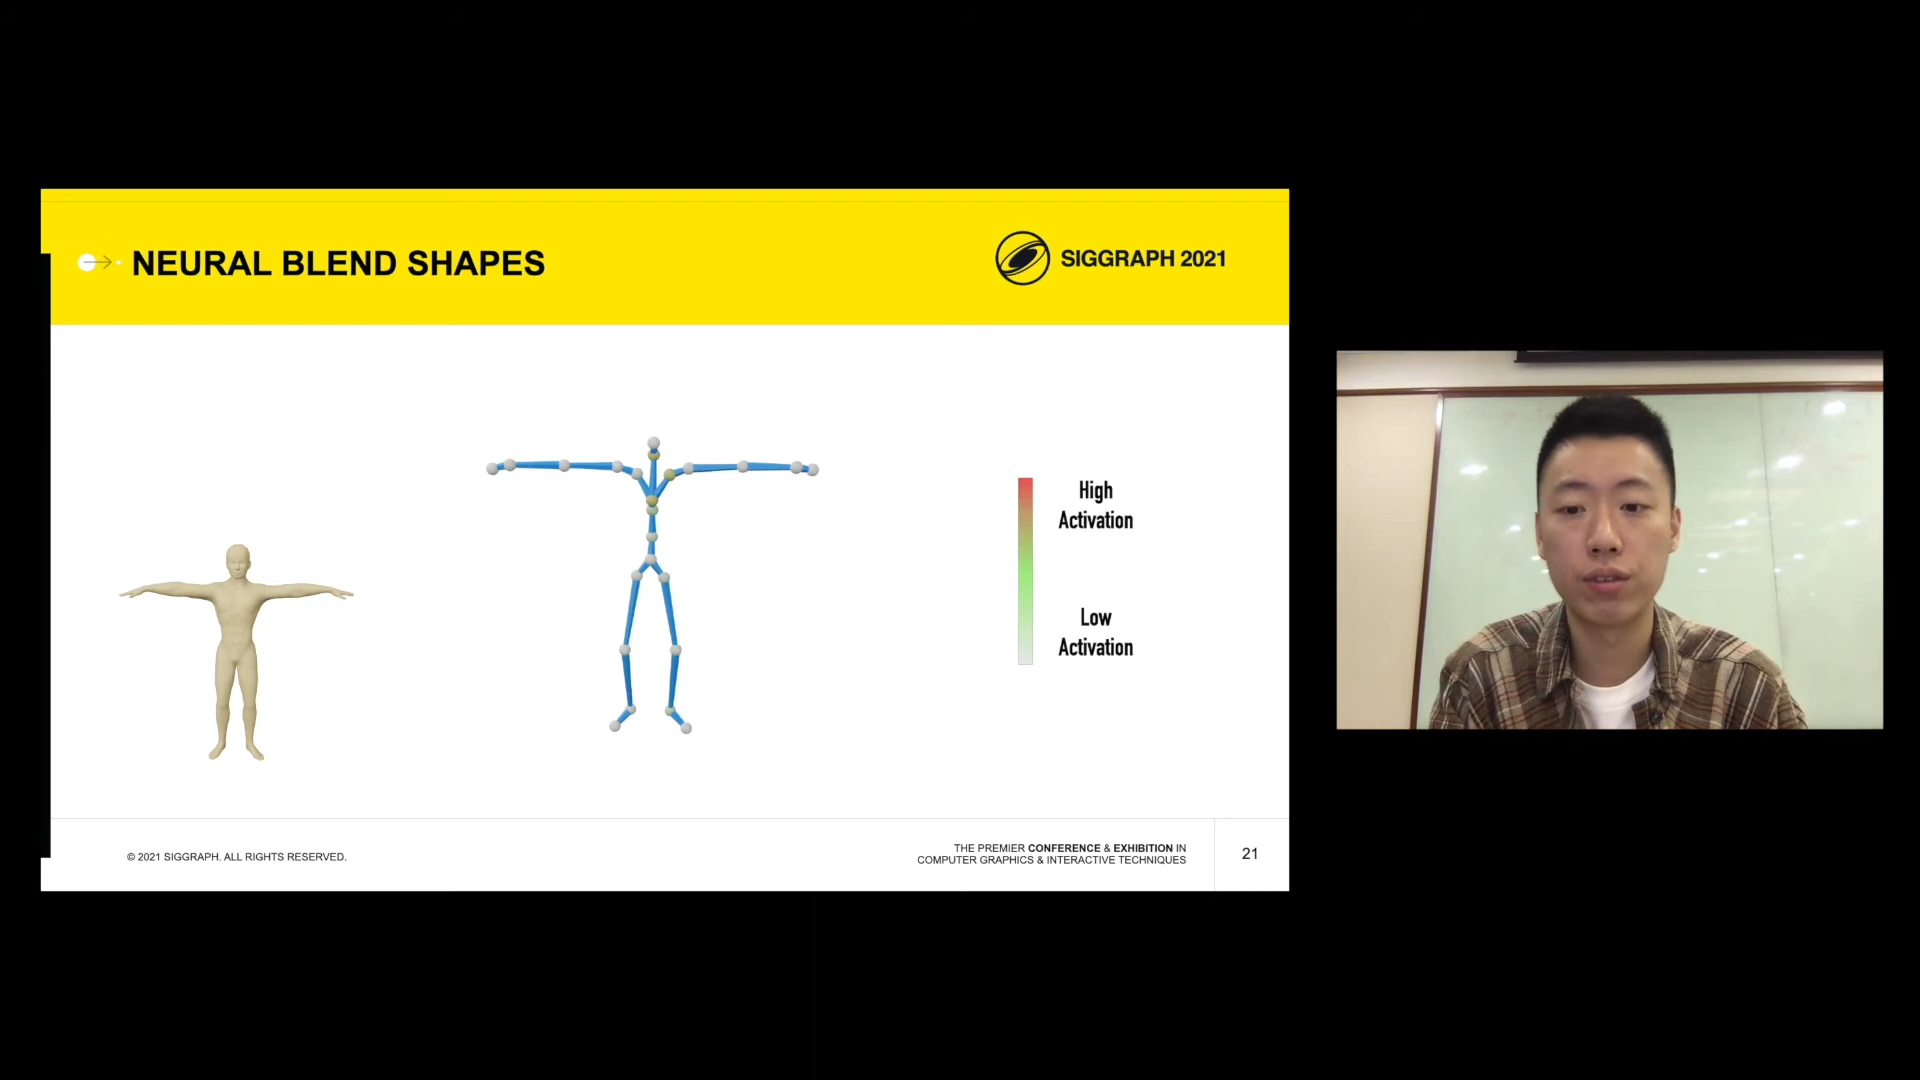 NEURAL BLEND SHAPES
SIGGRAPH 2021
High
Activation
Low
Activation
© 2021 SIGGRAPH. ALL RIGHTS RESERVED.
THE PREMIER CONFERENCE & EXHIBITION IN
COMPUTER GRAPHICS & INTERACTIVE TECHNIQUES
21